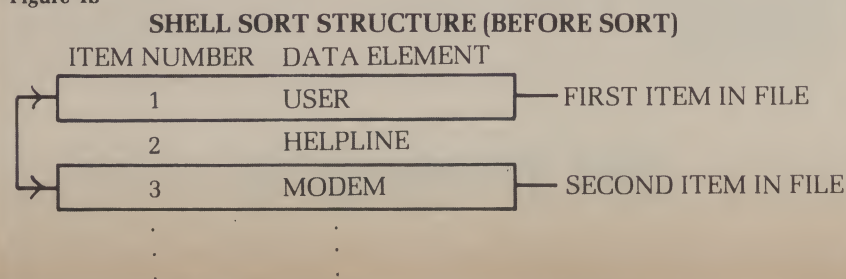 SHELL SORT STRUCTURE (BEFORE SORT)
ITEM NUMBER DATA ELEMENT
1 USER FIRST ITEM IN FILE
2 HELPLINE
3 MODEM SECOND ITEM IN FILE
. .
. .
. .